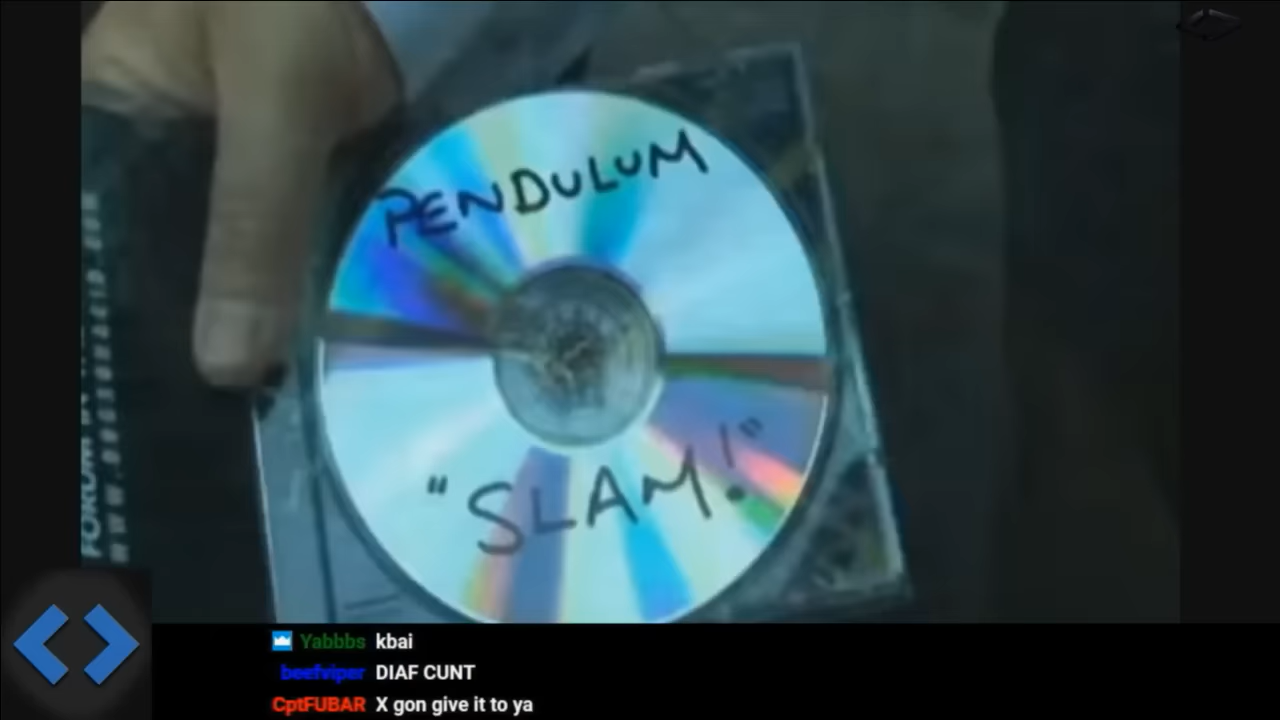 PENDULUM
"SLAM!"
Yabbbs kbai
beefviper DIAF CUNT
CptFUBAR X gon give it to ya